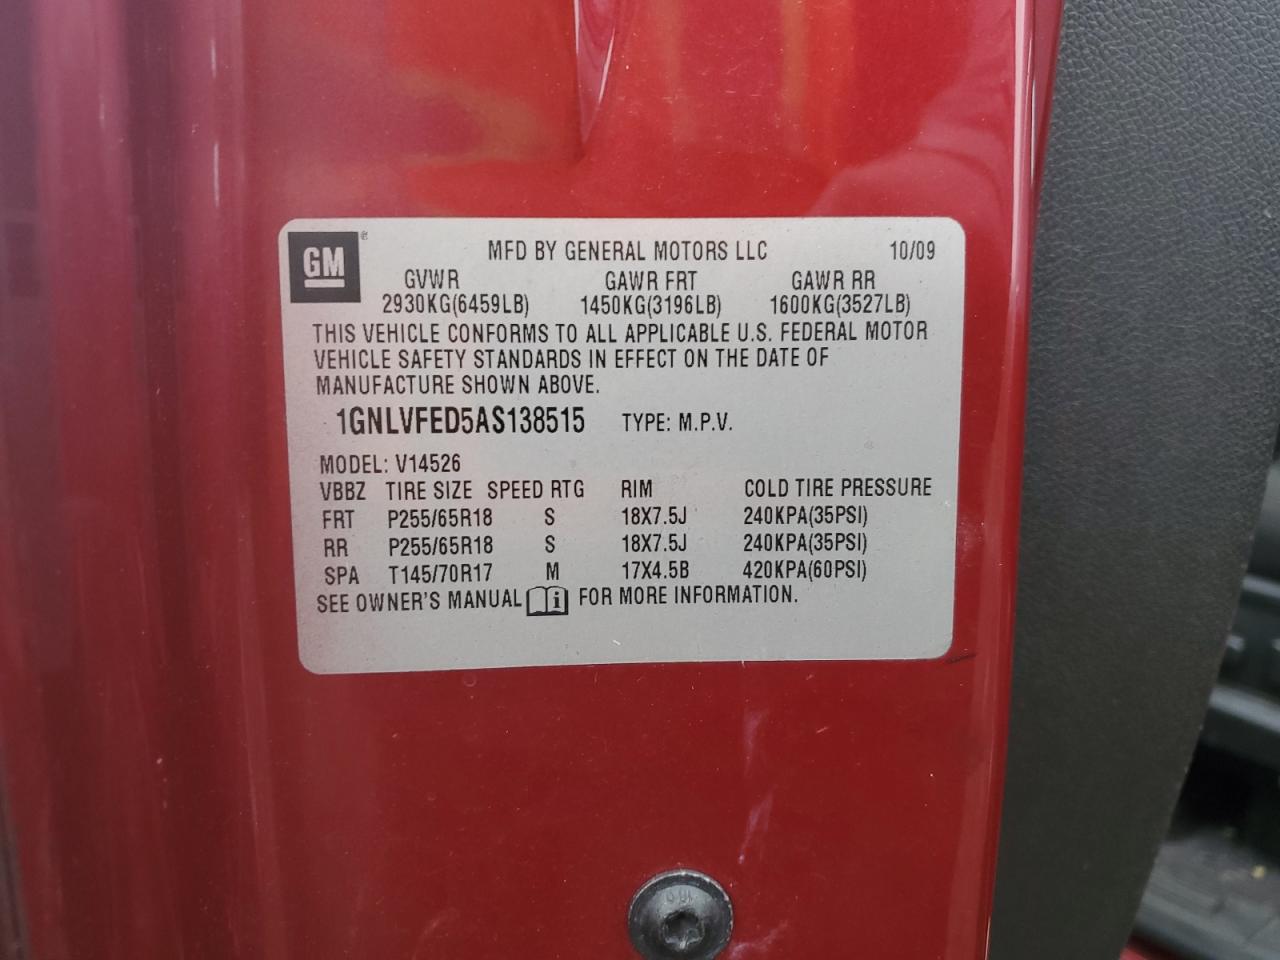 GM ® MFD BY GENERAL MOTORS LLC 10/09
GVWR GAWR FRT GAWR RR
2930KG(6459LB) 1450KG(3196LB) 1600KG(3527LB)
THIS VEHICLE CONFORMS TO ALL APPLICABLE U.S. FEDERAL MOTOR
VEHICLE SAFETY STANDARDS IN EFFECT ON THE DATE OF
MANUFACTURE SHOWN ABOVE.
1GNLVFED5AS138515 TYPE: M.P.V.
MODEL: V14526
VBBZ TIRE SIZE SPEED RTG RIM COLD TIRE PRESSURE
FRT P255/65R18 S 18X7.5J 240KPA(35PSI)
RR P255/65R18 S 18X7.5J 240KPA(35PSI)
SPA T145/70R17 M 17X4.5B 420KPA(60PSI)
SEE OWNER'S MANUAL i FOR MORE INFORMATION.